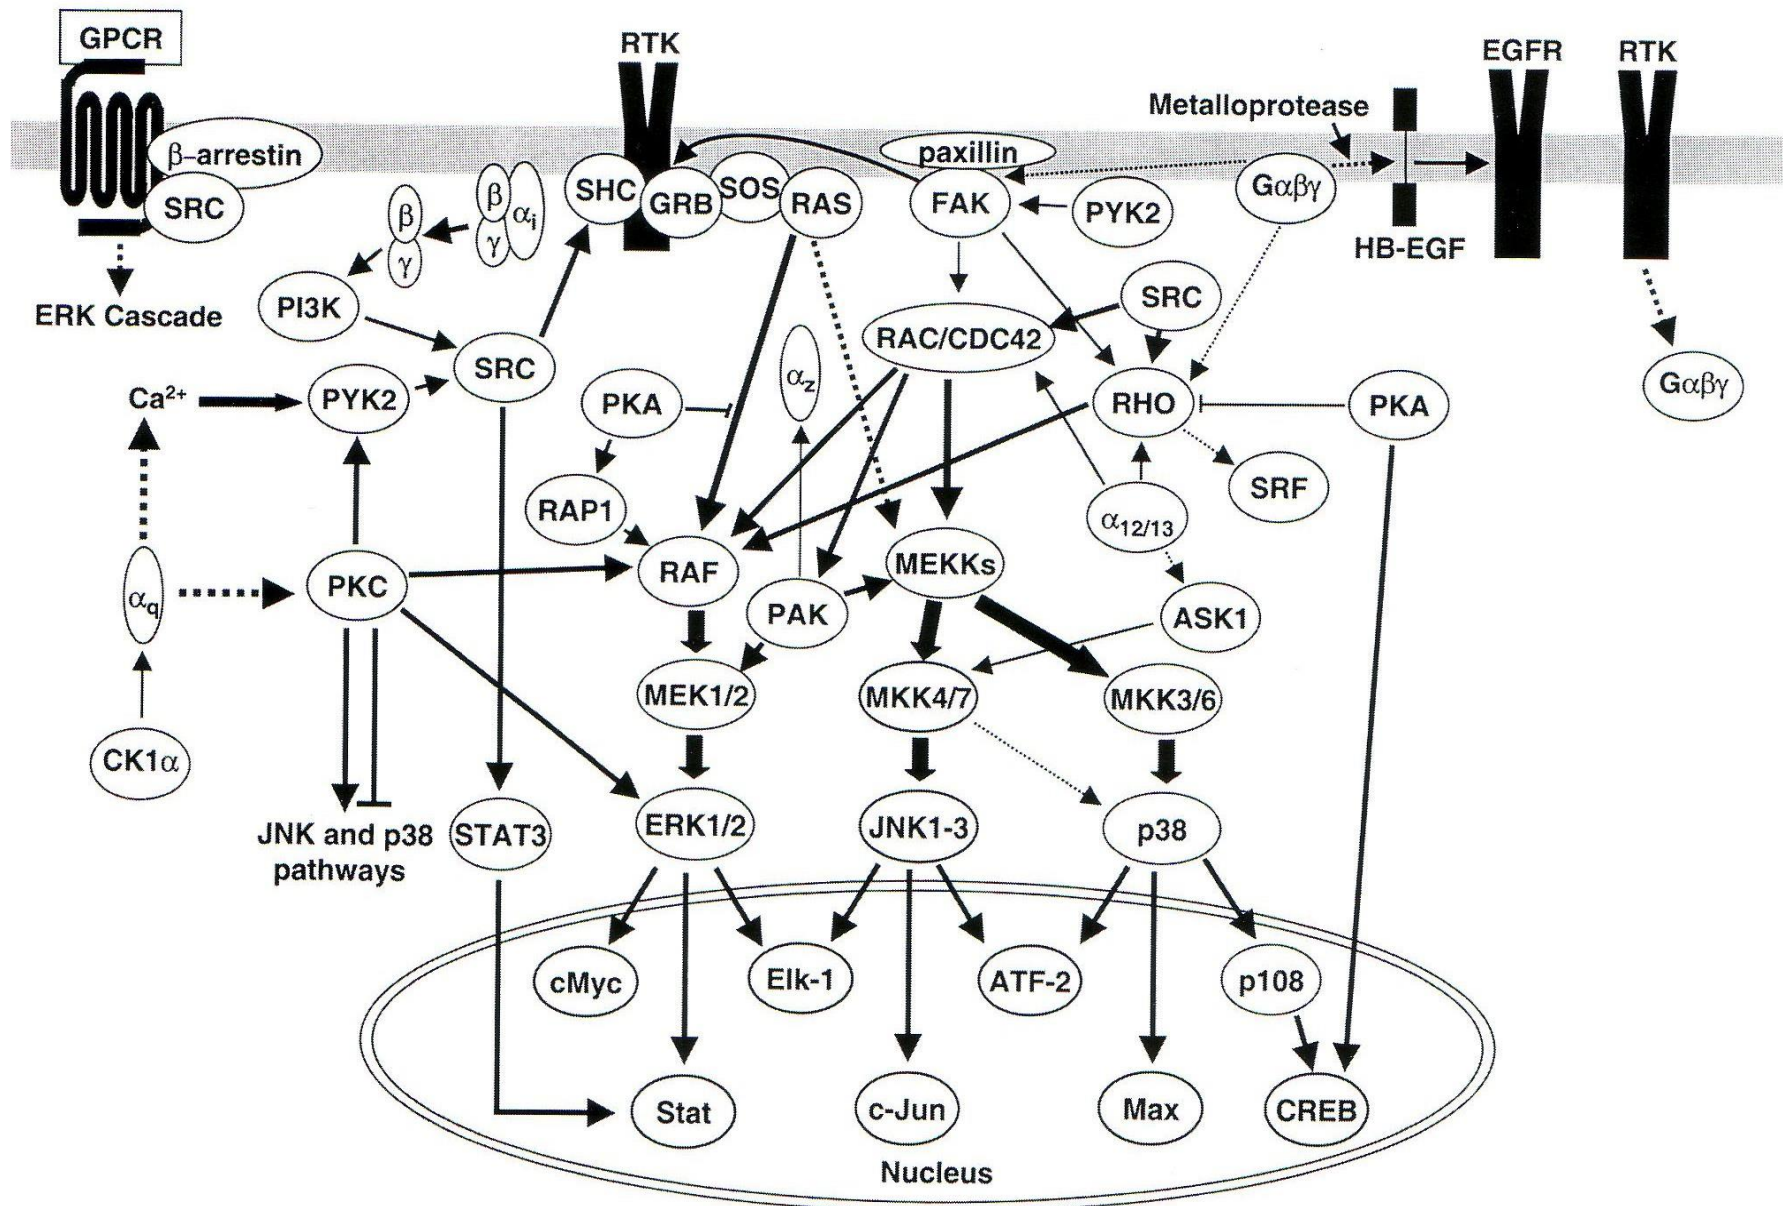 GPCR
RTK
EGFR
RTK
Metalloprotease
β–arrestin
SRC
ERK Cascade
β
γ
β
γ
αi
SHC
GRB
SOS
RAS
paxillin
FAK
PYK2
Gαβγ
HB-EGF
PI3K
SRC
SRC
RAC/CDC42
αz
Ca2+
PYK2
PKA
RHO
PKA
Gαβγ
RAP1
SRF
α12/13
αq
PKC
RAF
MEKKs
PAK
ASK1
MEK1/2
MKK4/7
MKK3/6
CK1α
JNK and p38
pathways
STAT3
ERK1/2
JNK1-3
p38
cMyc
Elk-1
ATF-2
p108
Stat
c-Jun
Max
CREB
Nucleus